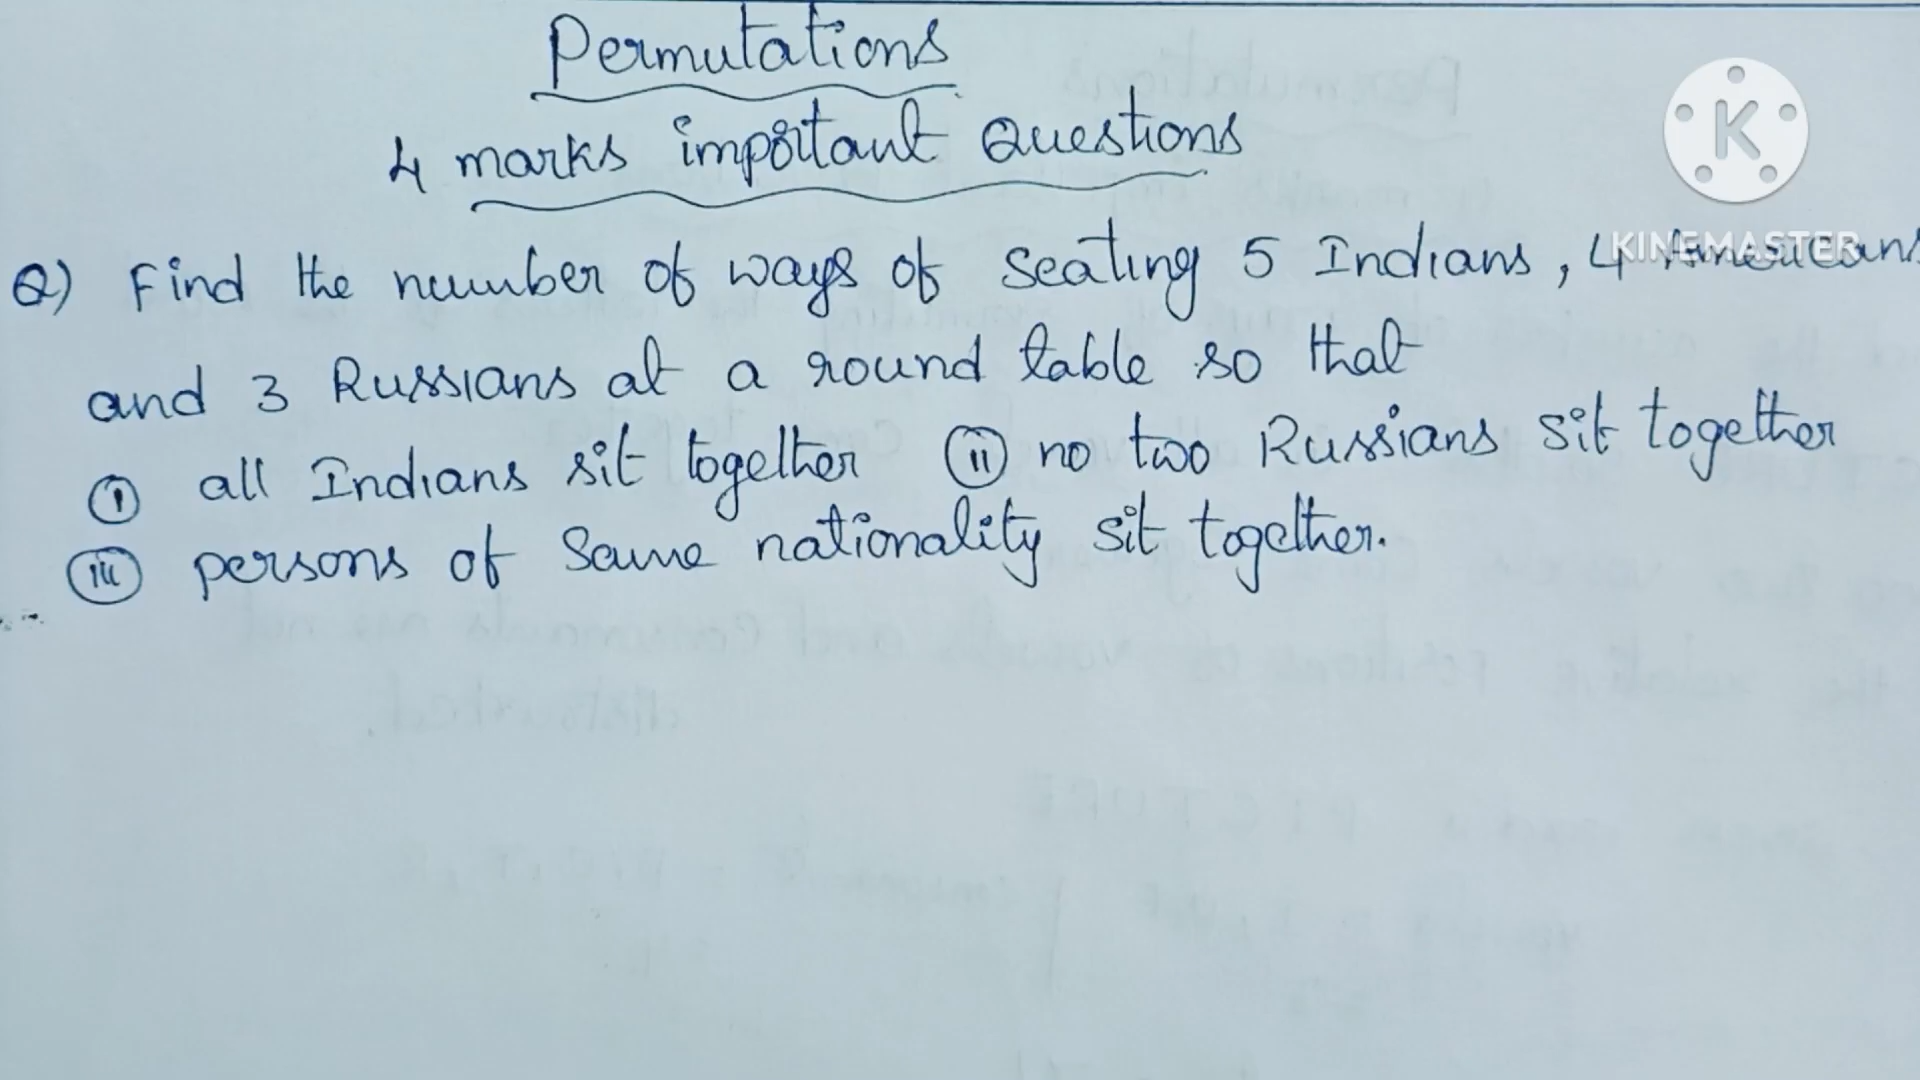 Permutations
4 marks important Questions
Q) Find the number of ways of seating 5 Indians, 4 Americans
and 3 Russians at a round table so that
(i) all Indians sit together (ii) no two Russians sit together
(iii) persons of same nationality sit together.
K
KINEMASTER